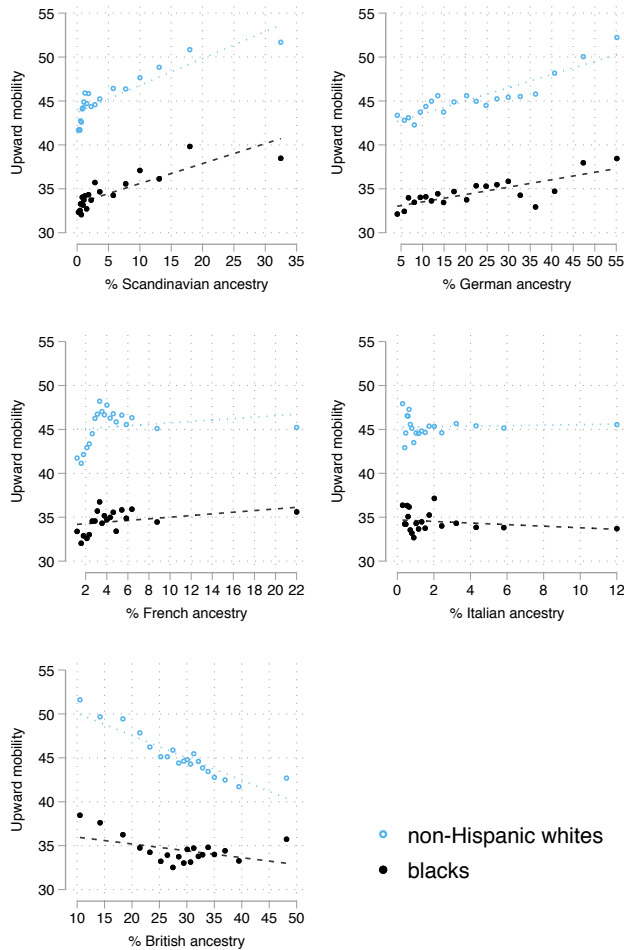 55
50
45
40
35
30
Upward mobility
0 5 10 15 20 25 30 35
% Scandinavian ancestry
55
50
45
40
35
30
Upward mobility
5 10 15 20 25 30 35 40 45 50 55
% German ancestry
55
50
45
40
35
30
Upward mobility
2 4 6 8 10 12 14 16 18 20 22
% French ancestry
55
50
45
40
35
30
Upward mobility
0 2 4 6 8 10 12
% Italian ancestry
55
50
45
40
35
30
Upward mobility
10 15 20 25 30 35 40 45 50
% British ancestry
non-Hispanic whites
blacks